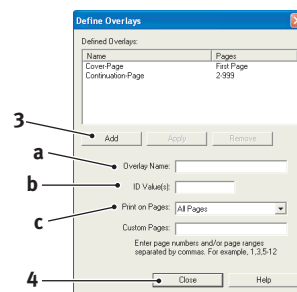 Define Overlays
Defined Overlays:
Name Pages
Cover-Page First Page
Continuation-Page 2-999
3
Add Apply Remove
a
Overlay Name:
b
ID Value(s):
c
Print on Pages: All Pages
Custom Pages:
Enter page numbers and/or page ranges
separated by commas. For example, 1,3,5-12
4
Close Help